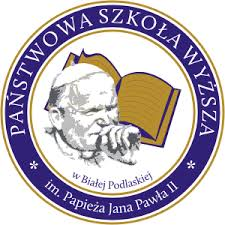 PAŃSTWOWA SZKOŁA WYŻSZA
w Białej Podlaskiej
* im. Papieża Jana Pawła II *